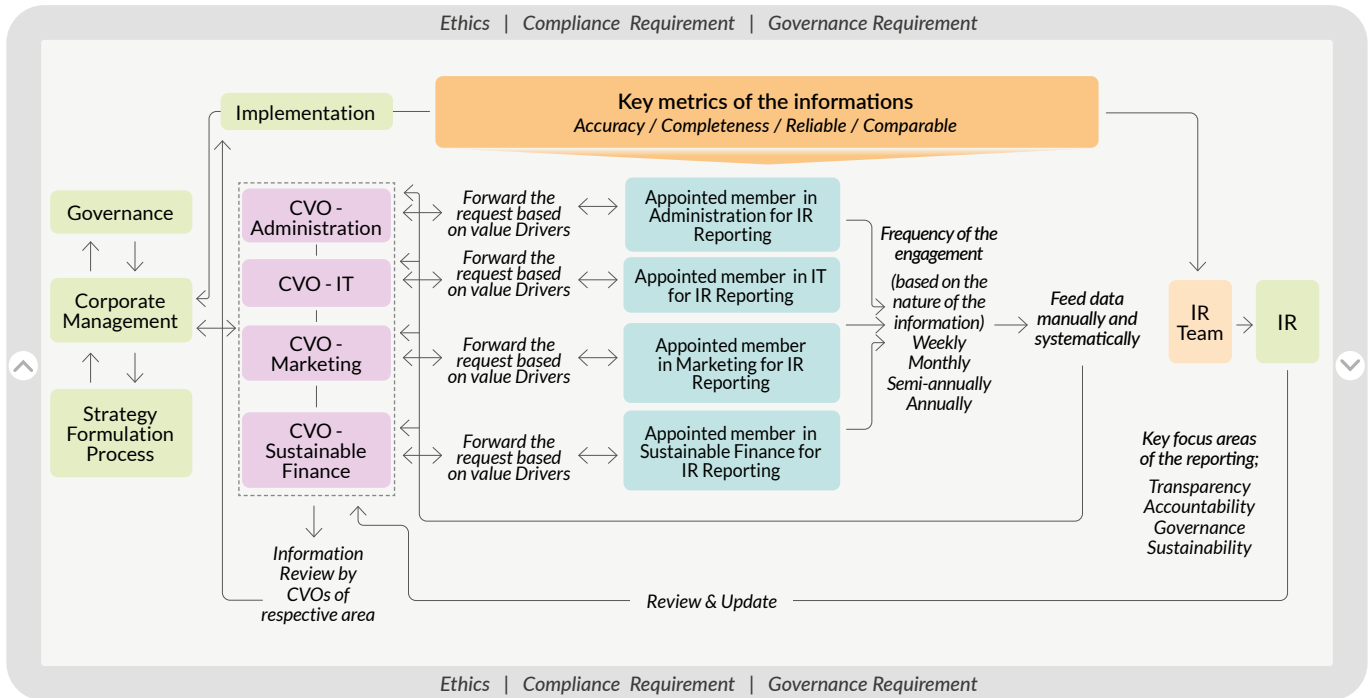 Ethics | Compliance Requirement | Governance Requirement
Implementation
Key metrics of the informations
Accuracy / Completeness / Reliable / Comparable
Governance
Corporate
Management
Strategy
Formulation
Process
CVO -
Administration
CVO - IT
CVO -
Marketing
CVO -
Sustainable
Finance
Forward the
request based
on value Drivers
Forward the
request based
on value Drivers
Forward the
request based
on value Drivers
Forward the
request based
on value Drivers
Appointed member in
Administration for IR
Reporting
Appointed member in IT
for IR Reporting
Appointed member
in Marketing for IR
Reporting
Appointed member in
Sustainable Finance for
IR Reporting
Frequency of the
engagement
(based on the
nature of the
information)
Weekly
Monthly
Semi-annually
Annually
Feed data
manually and
systematically
IR
Team
IR
Key focus areas
of the reporting;
Transparency
Accountability
Governance
Sustainability
Information
Review by
CVOs of
respective area
Review & Update
Ethics | Compliance Requirement | Governance Requirement